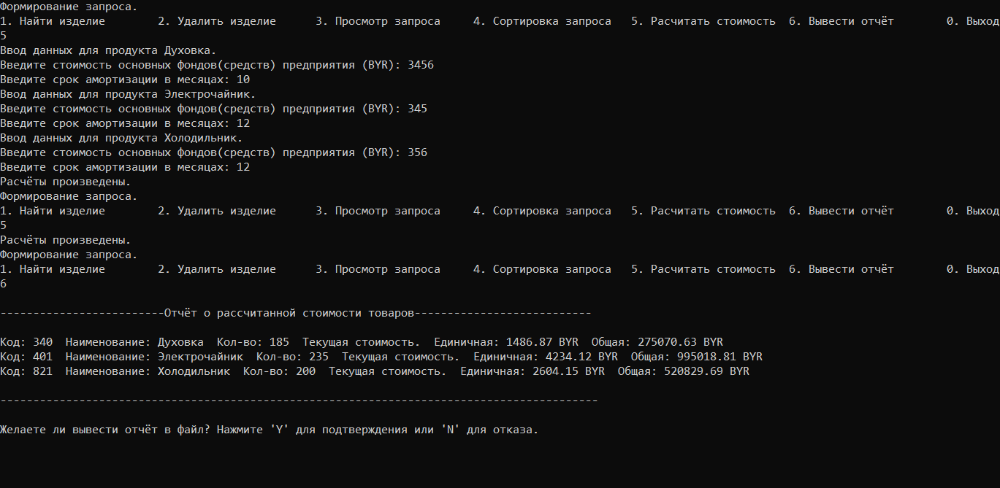 Формирование запроса.
1. Найти изделие 2. Удалить изделие 3. Просмотр запроса 4. Сортировка запроса 5. Расчитать стоимость 6. Вывести отчёт 0. Выход
5
Ввод данных для продукта Духовка.
Введите стоимость основных фондов(средств) предприятия (BYR): 3456
Введите срок амортизации в месяцах: 10
Ввод данных для продукта Электрочайник.
Введите стоимость основных фондов(средств) предприятия (BYR): 345
Введите срок амортизации в месяцах: 12
Ввод данных для продукта Холодильник.
Введите стоимость основных фондов(средств) предприятия (BYR): 356
Введите срок амортизации в месяцах: 12
Расчёты произведены.
Формирование запроса.
1. Найти изделие 2. Удалить изделие 3. Просмотр запроса 4. Сортировка запроса 5. Расчитать стоимость 6. Вывести отчёт 0. Выход
5
Расчёты произведены.
Формирование запроса.
1. Найти изделие 2. Удалить изделие 3. Просмотр запроса 4. Сортировка запроса 5. Расчитать стоимость 6. Вывести отчёт 0. Выход
6
-------------------------Отчёт о рассчитанной стоимости товаров---------------------------
Код: 340 Наименование: Духовка Кол-во: 185 Текущая стоимость. Единичная: 1486.87 BYR Общая: 275070.63 BYR
Код: 401 Наименование: Электрочайник Кол-во: 235 Текущая стоимость. Единичная: 4234.12 BYR Общая: 995018.81 BYR
Код: 821 Наименование: Холодильник Кол-во: 200 Текущая стоимость. Единичная: 2604.15 BYR Общая: 520829.69 BYR
-------------------------------------------------------------------------------------------
Желаете ли вывести отчёт в файл? Нажмите 'Y' для подтверждения или 'N' для отказа.